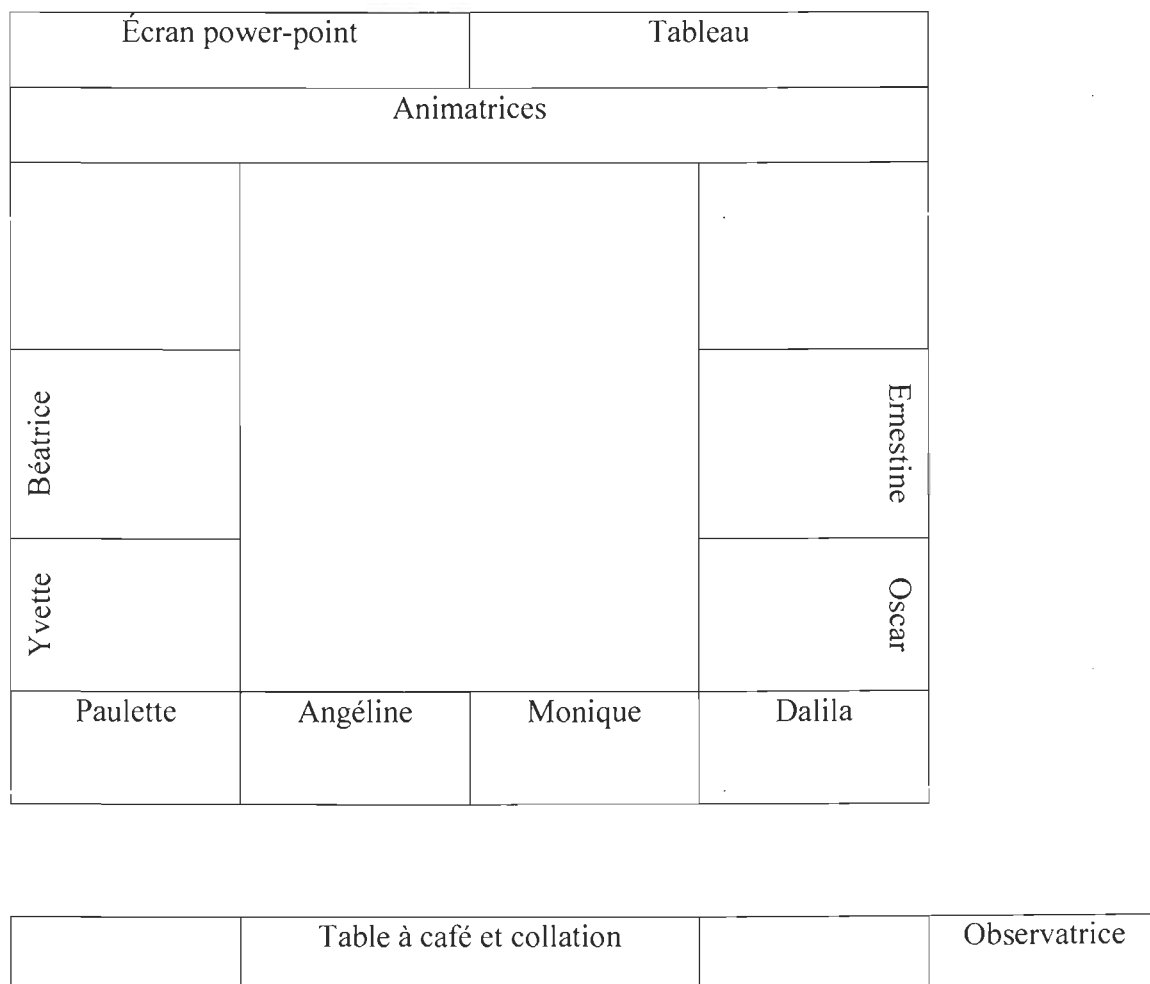 Écran power-point
Tableau
Animatrices
Béatrice
Ernestine
Yvette
Oscar
Paulette
Angéline
Monique
Dalila
Table à café et collation
Observatrice